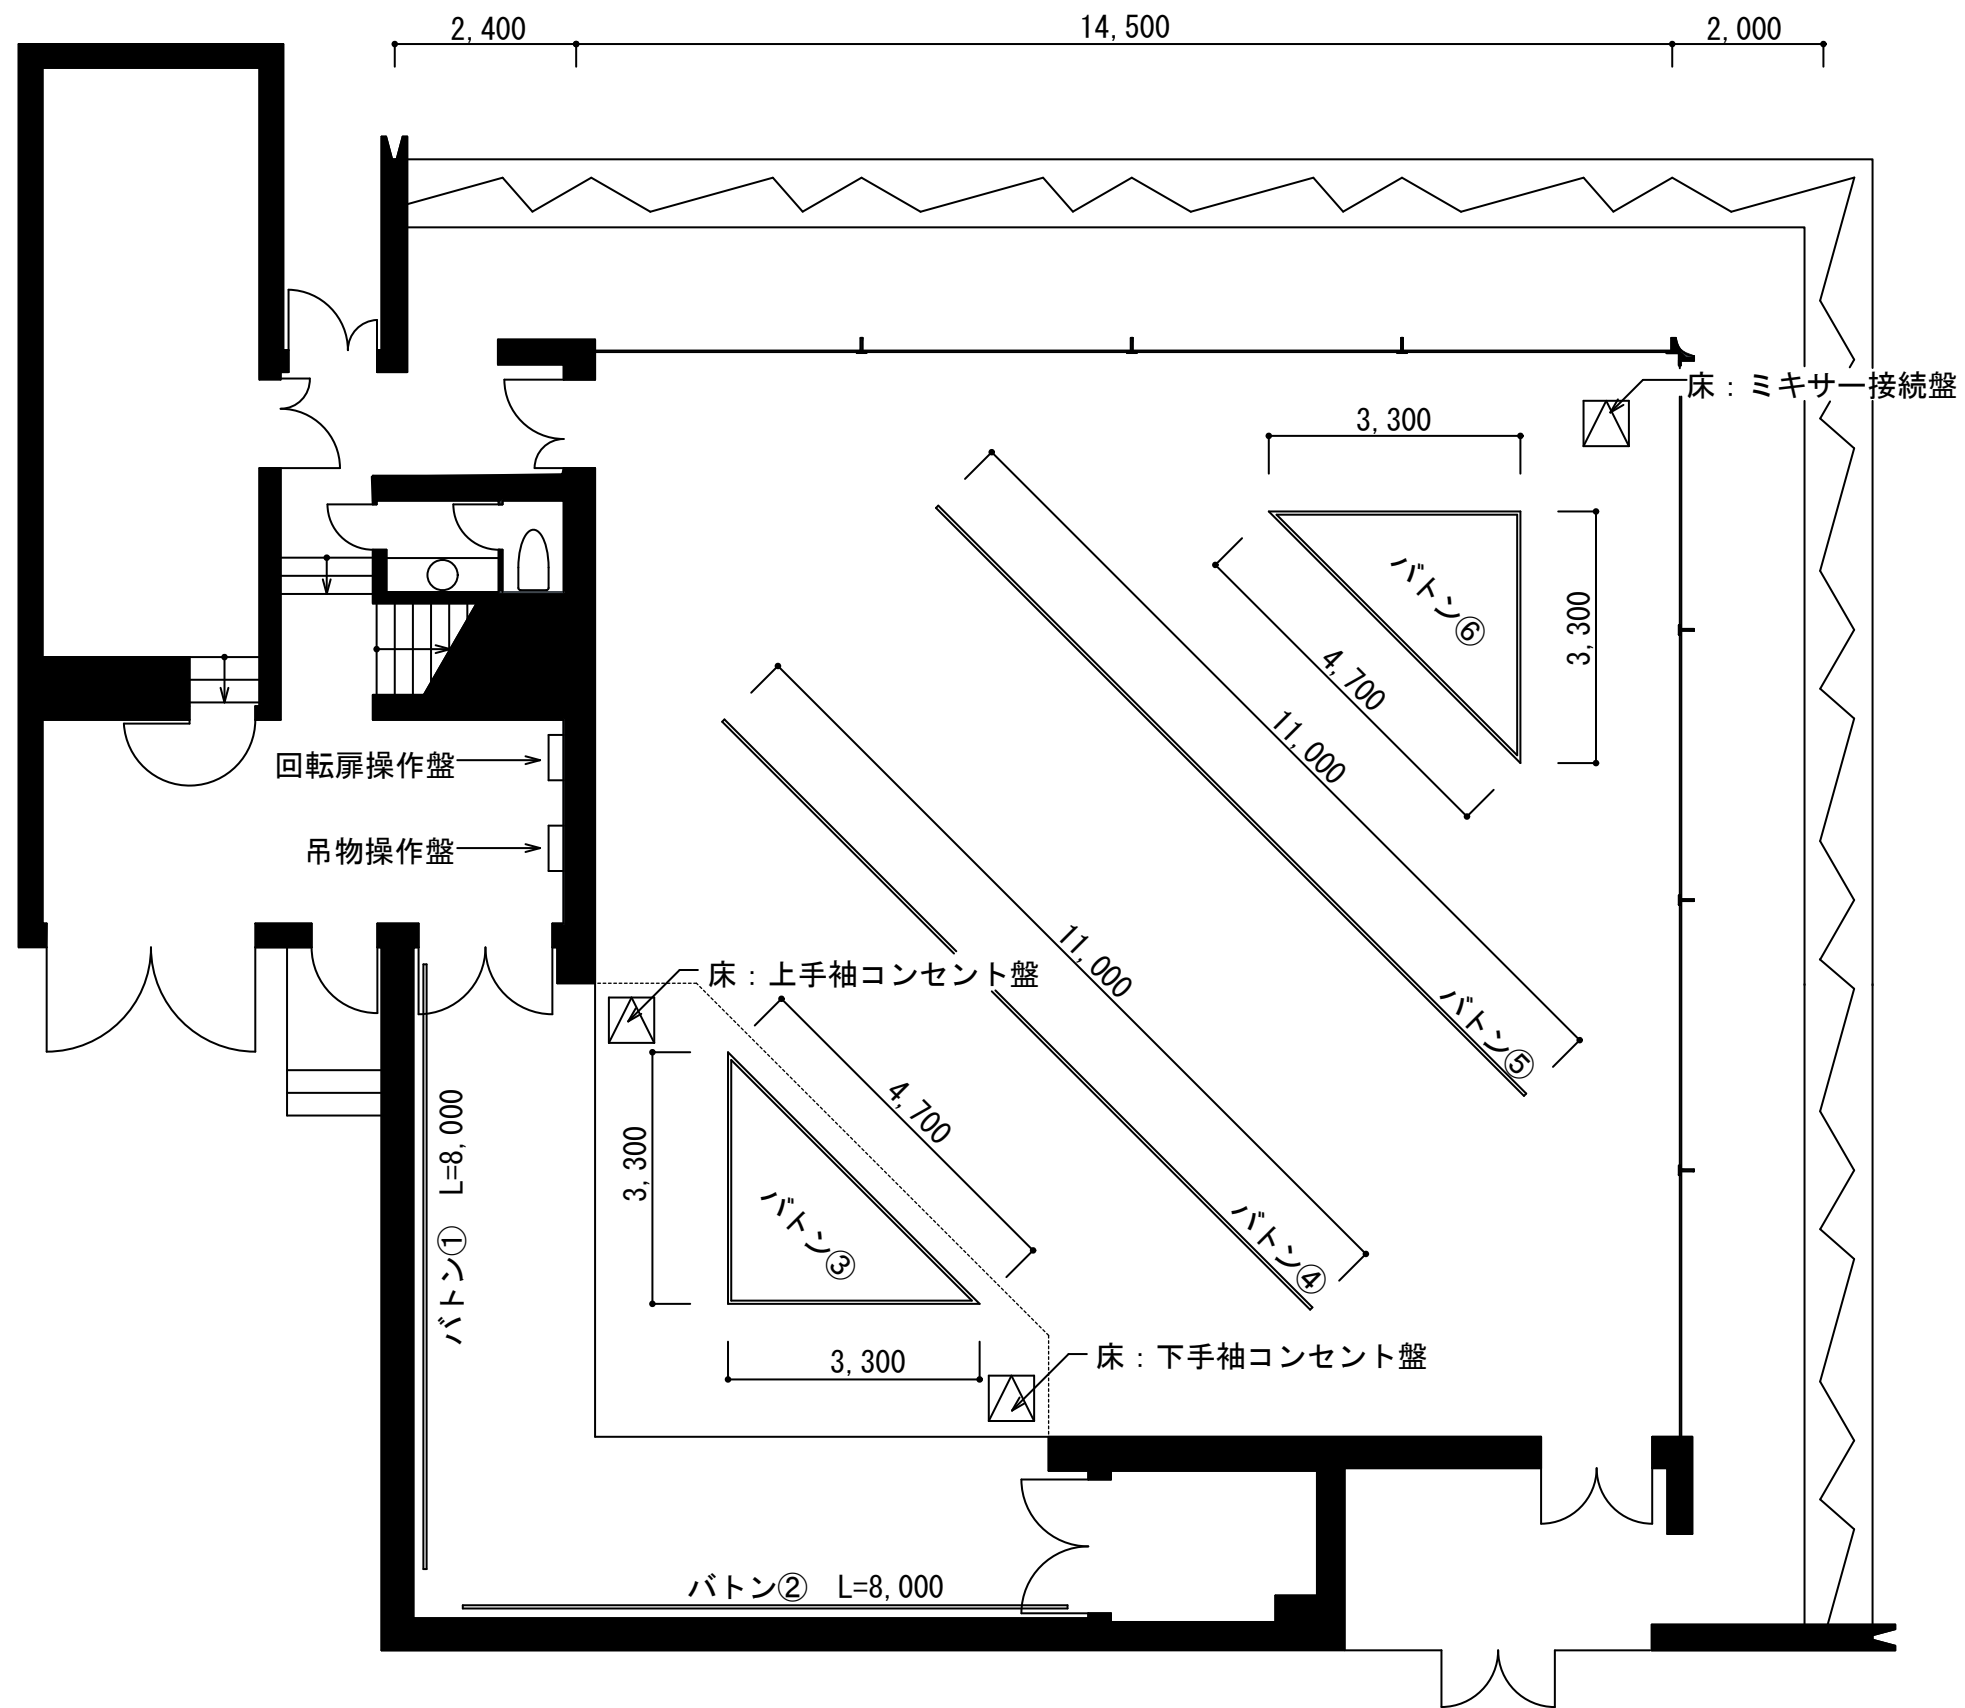 2,400
14,500
2,000
床：ミキサー接続盤
3,300
バトン⑥
3,300
4,700
11,000
回転扉操作盤
吊物操作盤
11,000
床：上手袖コンセント盤
バトン⑤
4,700
バトン① L=8,000
3,300
バトン③
バトン④
3,300
床：下手袖コンセント盤
バトン② L=8,000